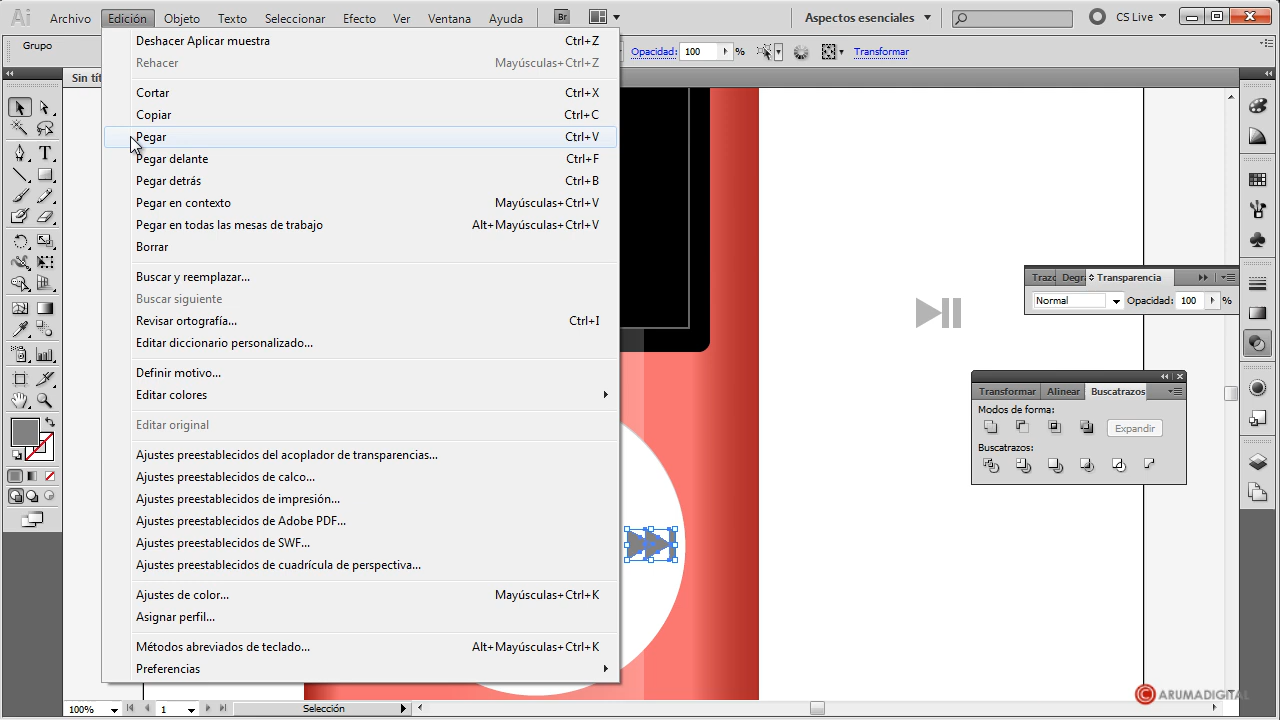 Ai Archivo Edición Objeto Texto Seleccionar Efecto Ver Ventana Ayuda Br Aspectos esenciales CS Live
Grupo Opacidad: 100 % Transformar
Sin tít
Deshacer Aplicar muestra Ctrl+Z
Rehacer Mayúsculas+Ctrl+Z
Cortar Ctrl+X
Copiar Ctrl+C
Pegar Ctrl+V
Pegar delante Ctrl+F
Pegar detrás Ctrl+B
Pegar en contexto Mayúsculas+Ctrl+V
Pegar en todas las mesas de trabajo Alt+Mayúsculas+Ctrl+V
Borrar
Buscar y reemplazar...
Buscar siguiente
Revisar ortografía... Ctrl+I
Editar diccionario personalizado...
Definir motivo...
Editar colores
Editar original
Ajustes preestablecidos del acoplador de transparencias...
Ajustes preestablecidos de calco...
Ajustes preestablecidos de impresión...
Ajustes preestablecidos de Adobe PDF...
Ajustes preestablecidos de SWF...
Ajustes preestablecidos de cuadrícula de perspectiva...
Ajustes de color... Mayúsculas+Ctrl+K
Asignar perfil...
Métodos abreviados de teclado... Alt+Mayúsculas+Ctrl+K
Preferencias
Trazo Degr Transparencia
Normal Opacidad: 100 %
Transformar Alinear Buscatrazos
Modos de forma:
Expandir
Buscatrazos:
100% 1 Selección
© ARUMADIGITAL